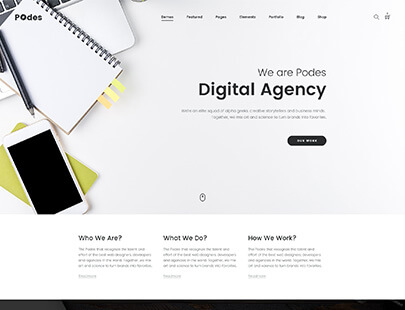 Podes
Demos Featured Pages Elements Portfolio Blog Shop
We are Podes
Digital Agency
We're an elite squad of alpha geeks, creative storytellers and business minds.
Together, we mix art and science to turn brands into favorites.
OUR WORK
Who We Are?
The Podes that recognizes the talent and
effort of the best web designers, developers
and agencies in the world. Together, we mix
art and science to turn brands into favorites.
Read more
What We Do?
The Podes that recognizes the talent and
effort of the best web designers, developers
and agencies in the world. Together, we mix
art and science to turn brands into favorites.
Read more
How We Work?
The Podes that recognizes the talent and
effort of the best web designers, developers
and agencies in the world. Together, we mix
art and science to turn brands into favorites.
Read more